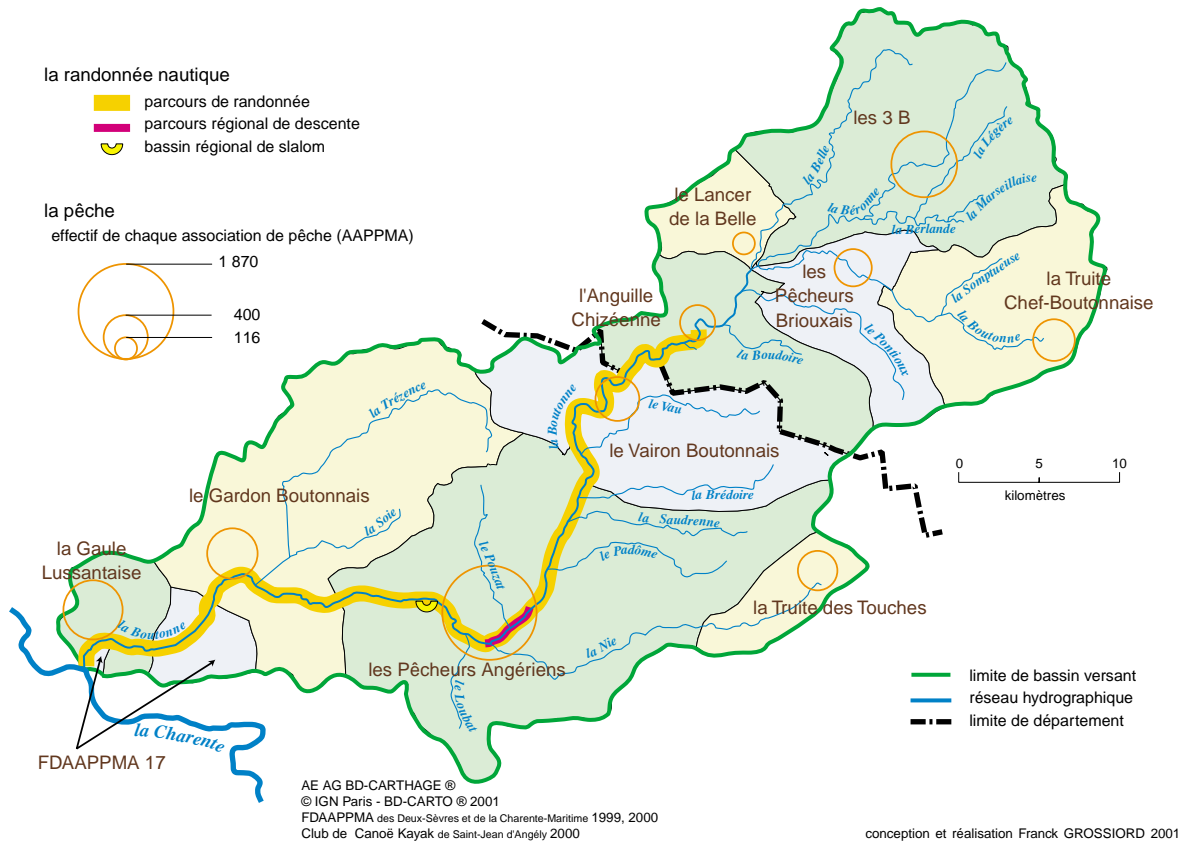 la randonnée nautique
parcours de randonnée
parcours régional de descente
bassin régional de slalom
la pêche
effectif de chaque association de pêche (AAPPMA)
1 870
400
116
les 3 B
la Légère
la Belle
le Lancer
de la Belle
la Béronne
la Marseillaise
la Berlande
les
Pêcheurs
Briouxais
la Somptueuse
la Truite
Chef-Boutonnaise
la Boutonne
l'Anguille
Chizéenne
la Boudoire
le Pontioux
la Trézence
la Boutonne
le Vau
le Vairon Boutonnais
0
5
10
kilomètres
le Gardon Boutonnais
la Soie
la Brédoire
la Saudrenne
le Padôme
le Pouzat
la Gaule
Lussantaise
la Boutonne
la Truite des Touches
la Nie
les Pêcheurs Angériens
le Loubat
la Charente
FDAAPPMA 17
limite de bassin versant
réseau hydrographique
limite de département
AE AG BD-CARTHAGE ®
© IGN Paris - BD-CARTO ® 2001
FDAAPPMA des Deux-Sèvres et de la Charente-Maritime 1999, 2000
Club de Canoë Kayak de Saint-Jean d'Angély 2000
conception et réalisation Franck GROSSIORD 2001